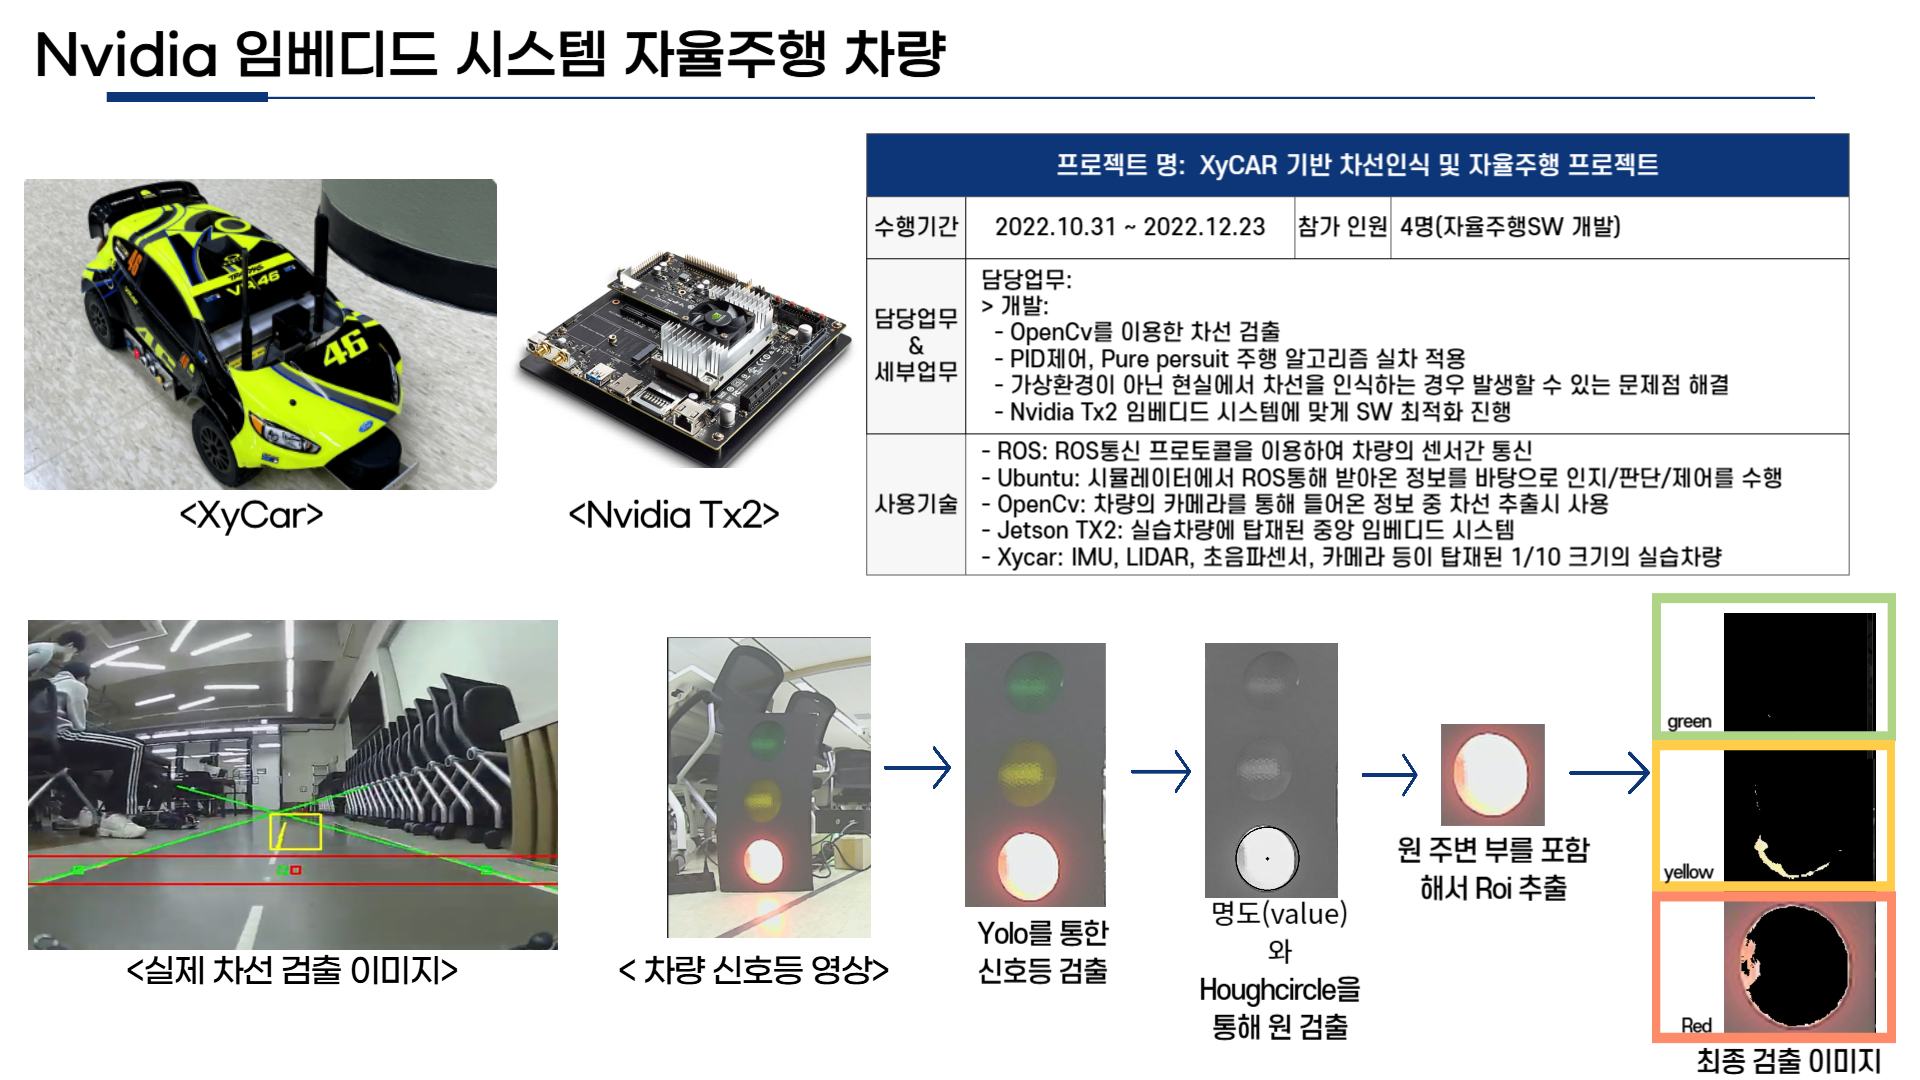 Nvidia 임베디드 시스템 자율주행 차량
프로젝트 명: XyCAR 기반 차선인식 및 자율주행 프로젝트
수행기간
2022.10.31 ~ 2022.12.23
참가 인원
4명(자율주행SW 개발)
담당업무
&
세부업무
담당업무:
> 개발:
- OpenCv를 이용한 차선 검출
- PID제어, Pure persuit 주행 알고리즘 실차 적용
- 가상환경이 아닌 현실에서 차선을 인식하는 경우 발생할 수 있는 문제점 해결
- Nvidia Tx2 임베디드 시스템에 맞게 SW 최적화 진행
사용기술
- ROS: ROS통신 프로토콜을 이용하여 차량의 센서간 통신
- Ubuntu: 시뮬레이터에서 ROS통해 받아온 정보를 바탕으로 인지/판단/제어를 수행
- OpenCv: 차량의 카메라를 통해 들어온 정보 중 차선 추출시 사용
- Jetson TX2: 실습차량에 탑재된 중앙 임베디드 시스템
- Xycar: IMU, LIDAR, 초음파센서, 카메라 등이 탑재된 1/10 크기의 실습차량
46
46
<XyCar>
<Nvidia Tx2>
<실제 차선 검출 이미지>
< 차량 신호등 영상>
Yolo를 통한
신호등 검출
명도(value)
와
Houghcircle을
통해 원 검출
원 주변 부를 포함
해서 Roi 추출
green
yellow
Red
최종 검출 이미지